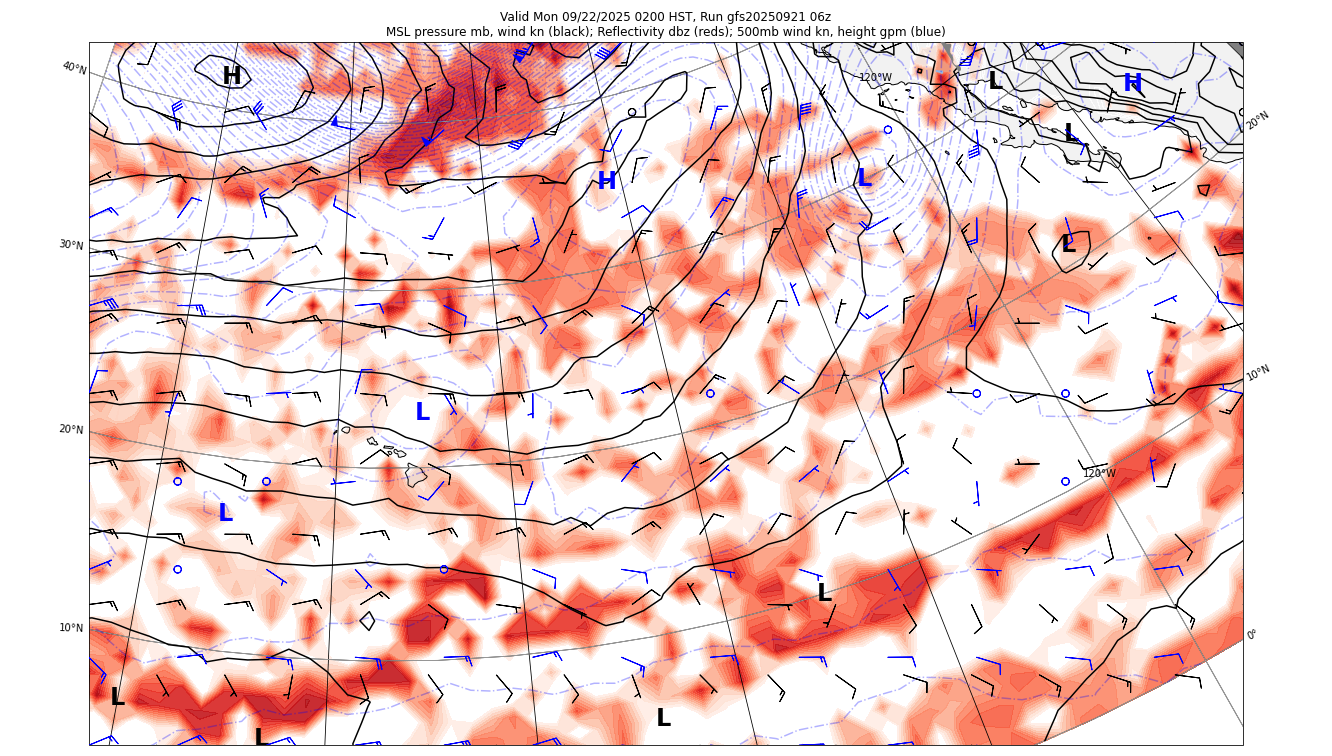 Valid Mon 09/22/2025 0200 HST, Run gfs20250921 06z
MSL pressure mb, wind kn (black); Reflectivity dbz (reds); 500mb wind kn, height gpm (blue)
40°N
H
120°W
L
H
20°N
L
H
L
30°N
L
10°N
L
20°N
120°W
L
L
10°N
0°
L
L
L